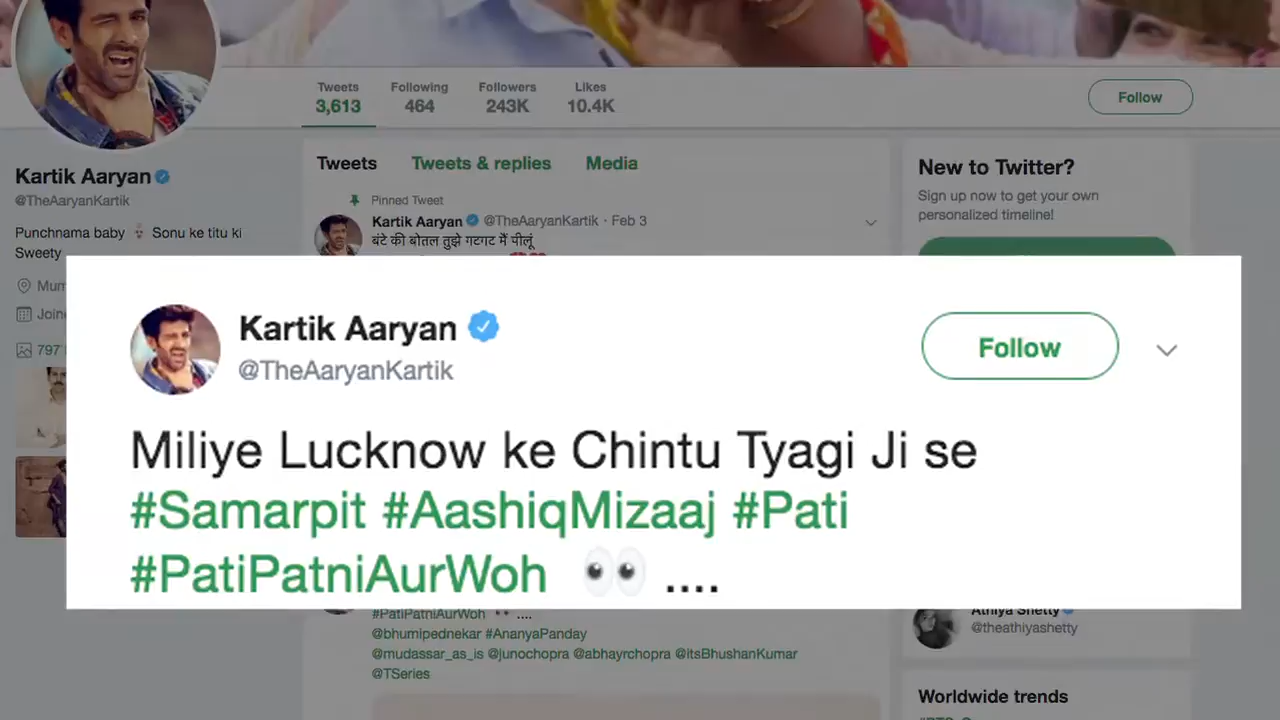 Tweets Following Followers Likes
3,613 464 243K 10.4K
Follow
Kartik Aaryan
@TheAaryanKartik
Punchnama baby Sonu ke titu ki
Sweety
Joine
797
Tweets Tweets & replies Media
Pinned Tweet
Kartik Aaryan @TheAaryanKartik · Feb 3
बंटे की बोतल तुझे गटगट मैं पीलूं
New to Twitter?
Sign up now to get your own
personalized timeline!
Kartik Aaryan
@TheAaryanKartik
Follow
Miliye Lucknow ke Chintu Tyagi Ji se
#Samarpit #AashiqMizaaj #Pati
#PatiPatniAurWoh 👀 ....
#PatiPatniAurWoh 👀 ....
@bhumipednekar #AnanyaPanday
@mudassar_as_is @junochopra @abhayrchopra @itsBhushanKumar
@TSeries
Athiya Shetty
@theathiyashetty
Worldwide trends